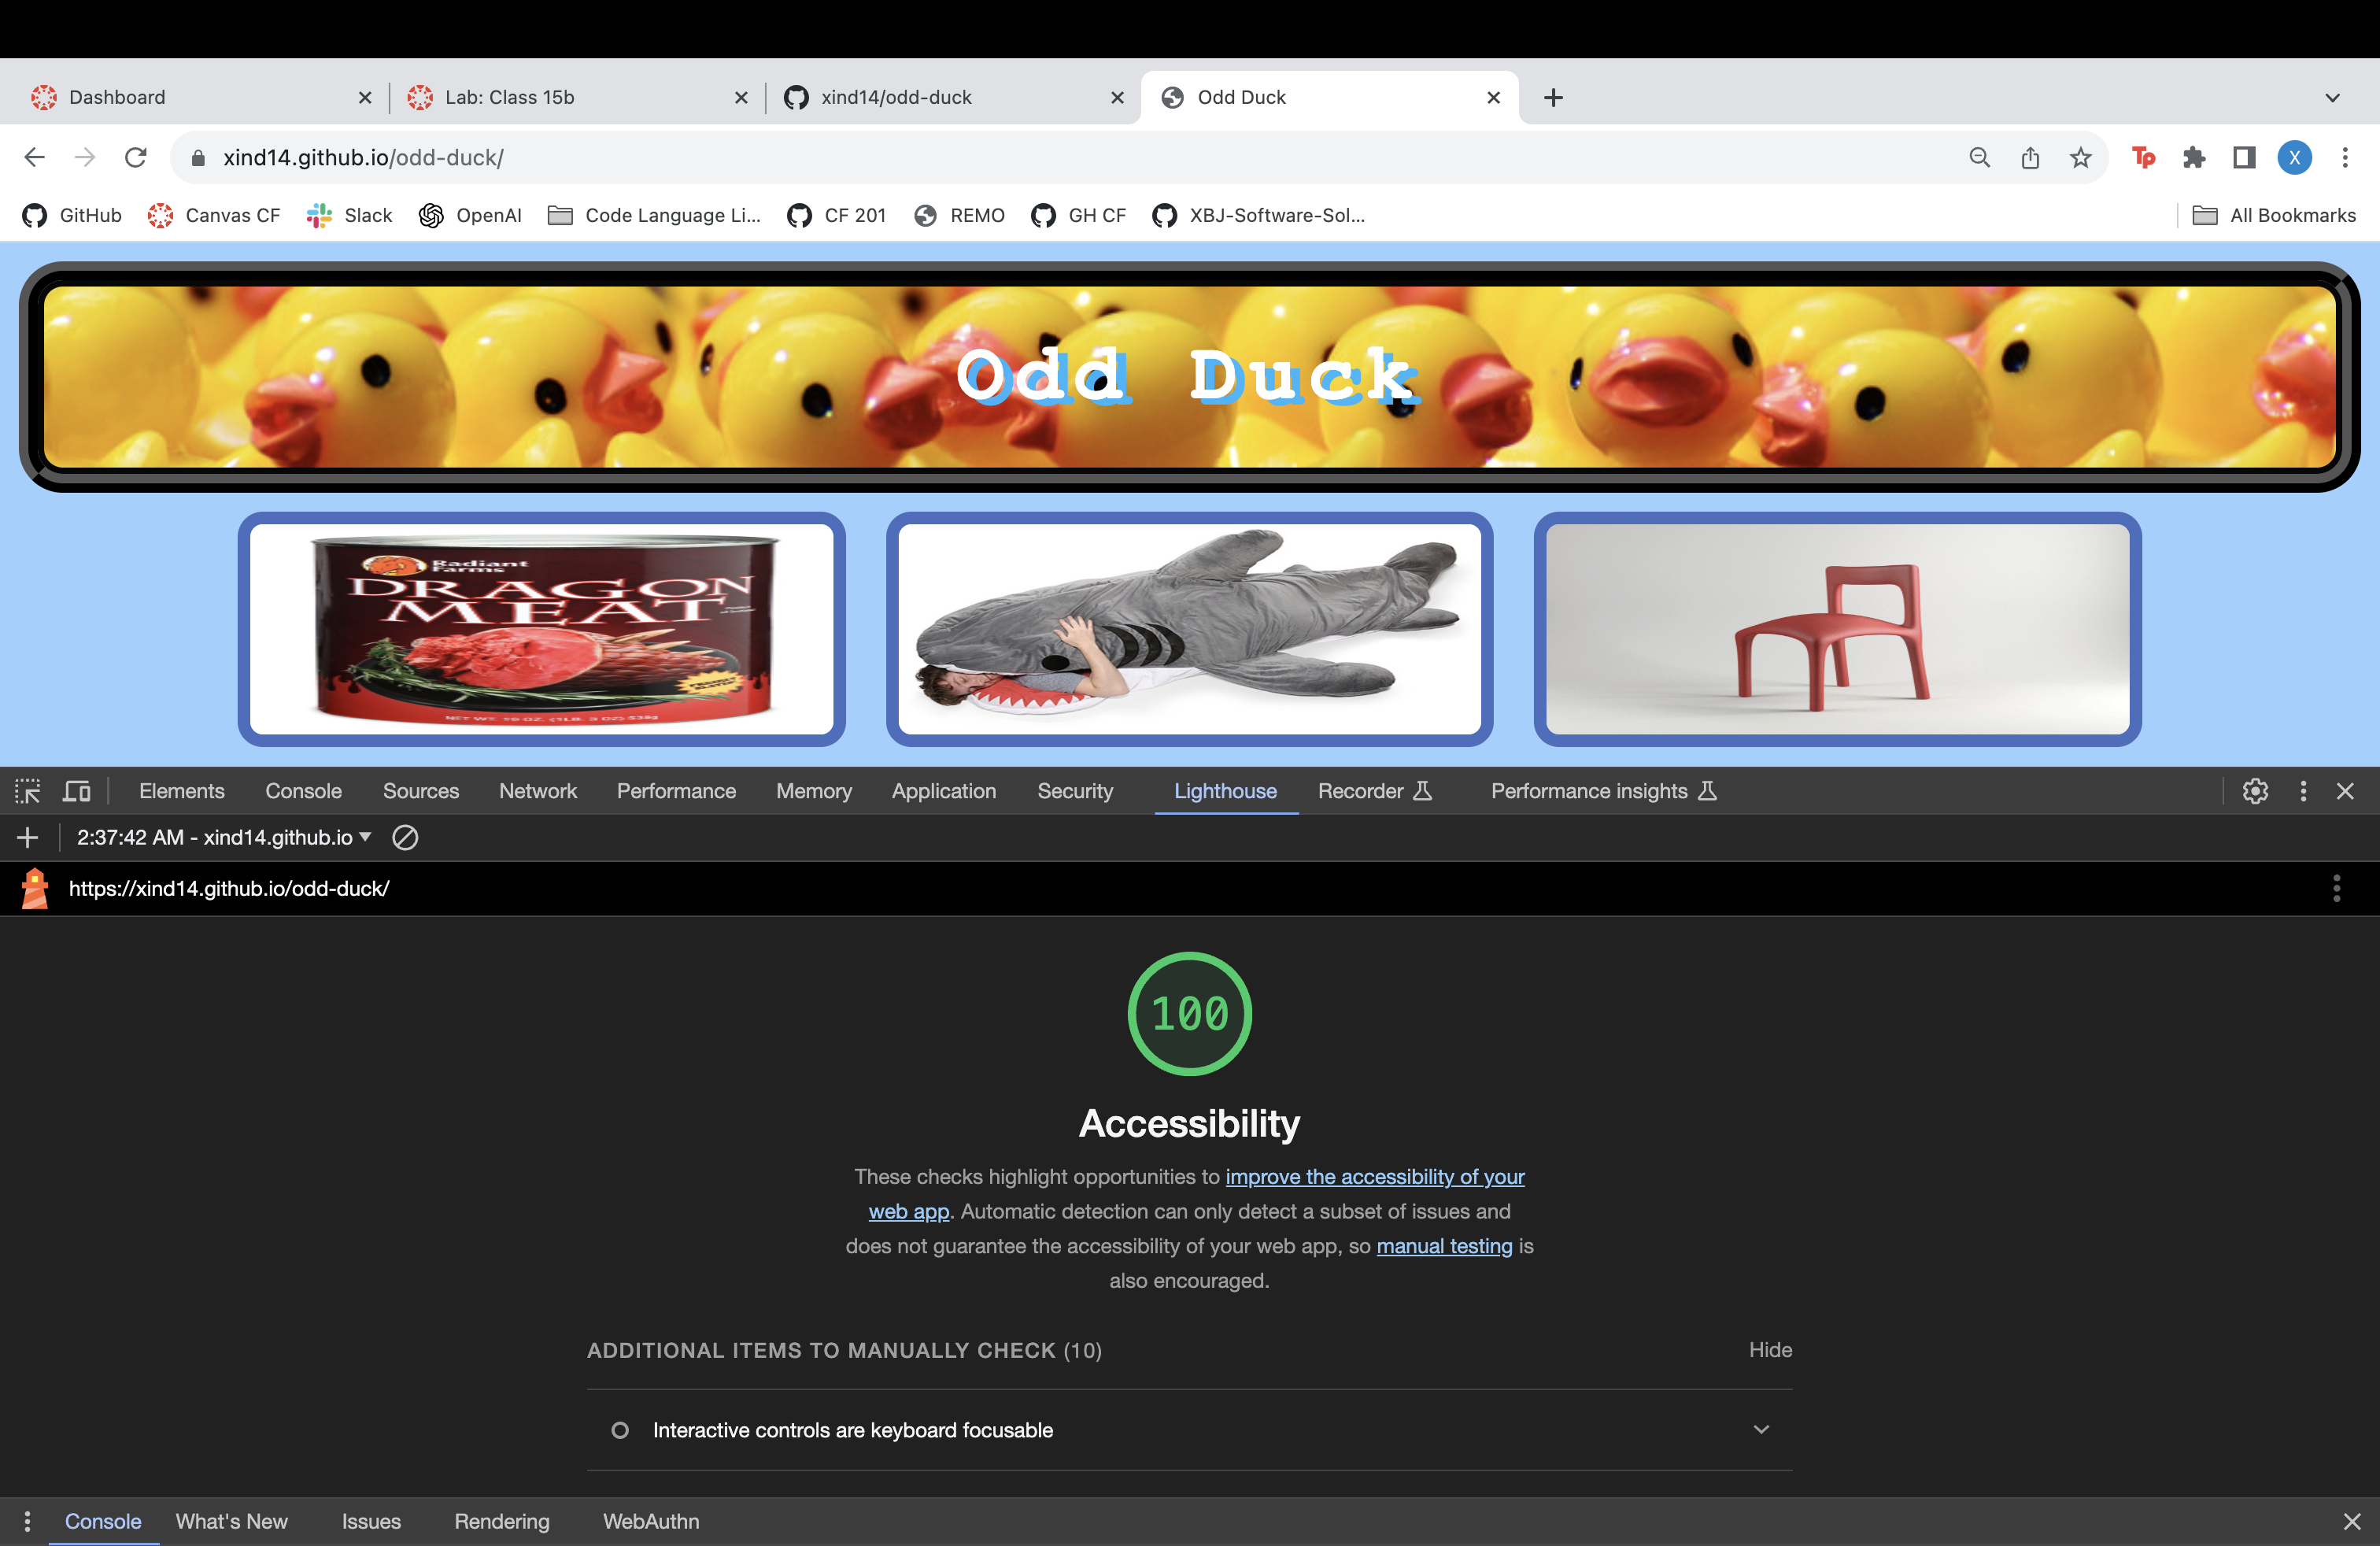 Dashboard
Lab: Class 15b
xind14/odd-duck
Odd Duck
xind14.github.io/odd-duck/
Tp
X
GitHub
Canvas CF
Slack
OpenAI
Code Language Li...
CF 201
REMO
GH CF
XBJ-Software-Sol...
All Bookmarks
Odd Duck
Radiant
Farms
DRAGON
MEAT
Elements
Console
Sources
Network
Performance
Memory
Application
Security
Lighthouse
Recorder
Performance insights
2:37:42 AM - xind14.github.io
https://xind14.github.io/odd-duck/
100
Accessibility
These checks highlight opportunities to improve the accessibility of your
web app. Automatic detection can only detect a subset of issues and
does not guarantee the accessibility of your web app, so manual testing is
also encouraged.
ADDITIONAL ITEMS TO MANUALLY CHECK (10)
Hide
Interactive controls are keyboard focusable
Console
What's New
Issues
Rendering
WebAuthn